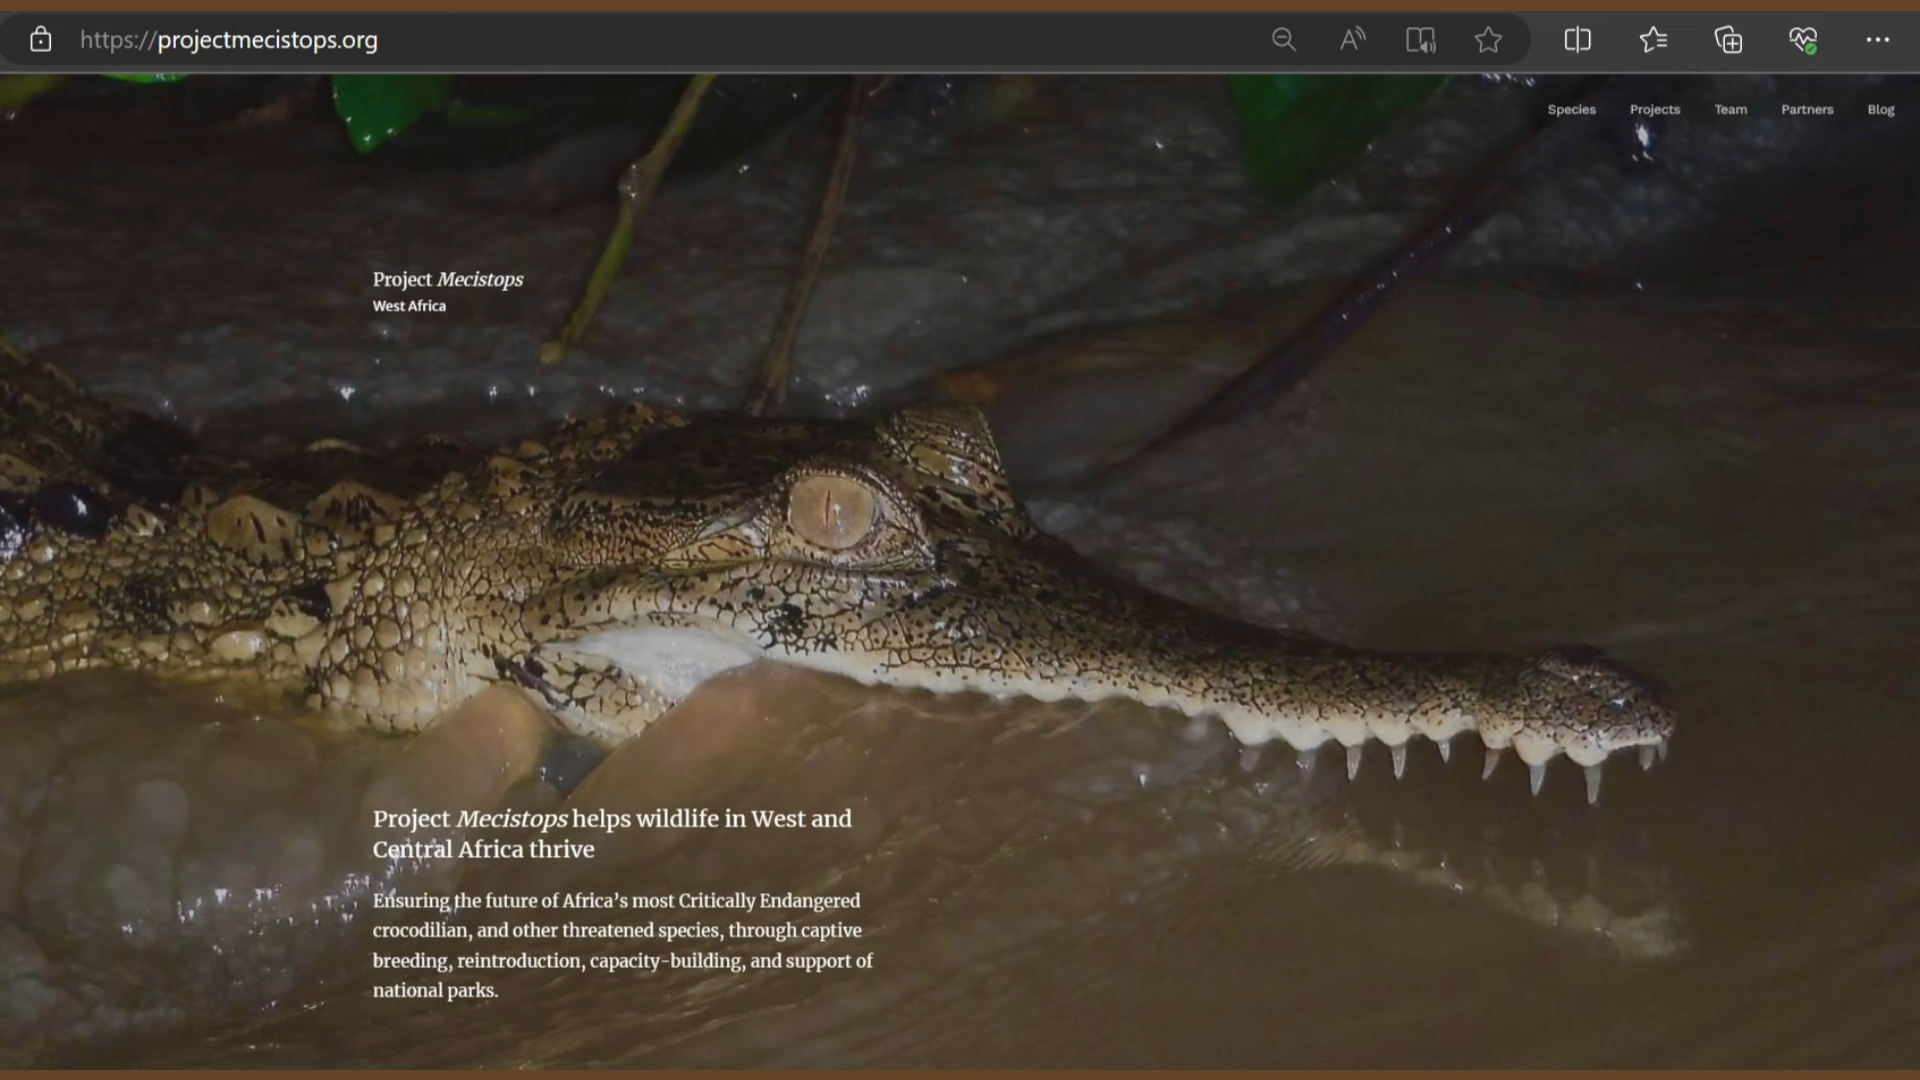 https://projectmecistops.org
Species Projects Team Partners Blog
Project Mecistops
West Africa
Project Mecistops helps wildlife in West and
Central Africa thrive
Ensuring the future of Africa’s most Critically Endangered
crocodilian, and other threatened species, through captive
breeding, reintroduction, capacity-building, and support of
national parks.